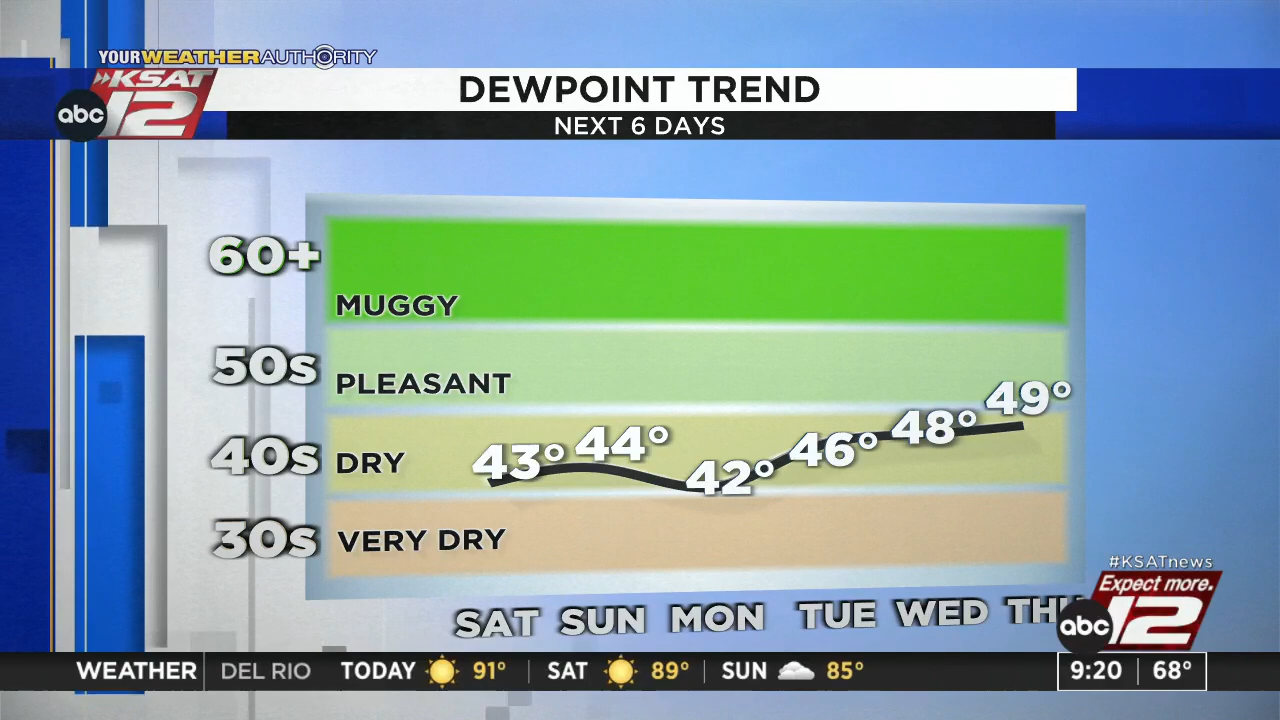 YOURWEATHERAUTHORITY
KSAT
abc 12
DEWPOINT TREND
NEXT 6 DAYS
60+
MUGGY
50s
PLEASANT
40s
DRY
30s
VERY DRY
43° 44° 42° 46° 48° 49°
SAT SUN MON TUE WED THU
#KSATnews
Expect more.
abc 12
WEATHER DEL RIO TODAY 91° SAT 89° SUN 85°
9:20 68°